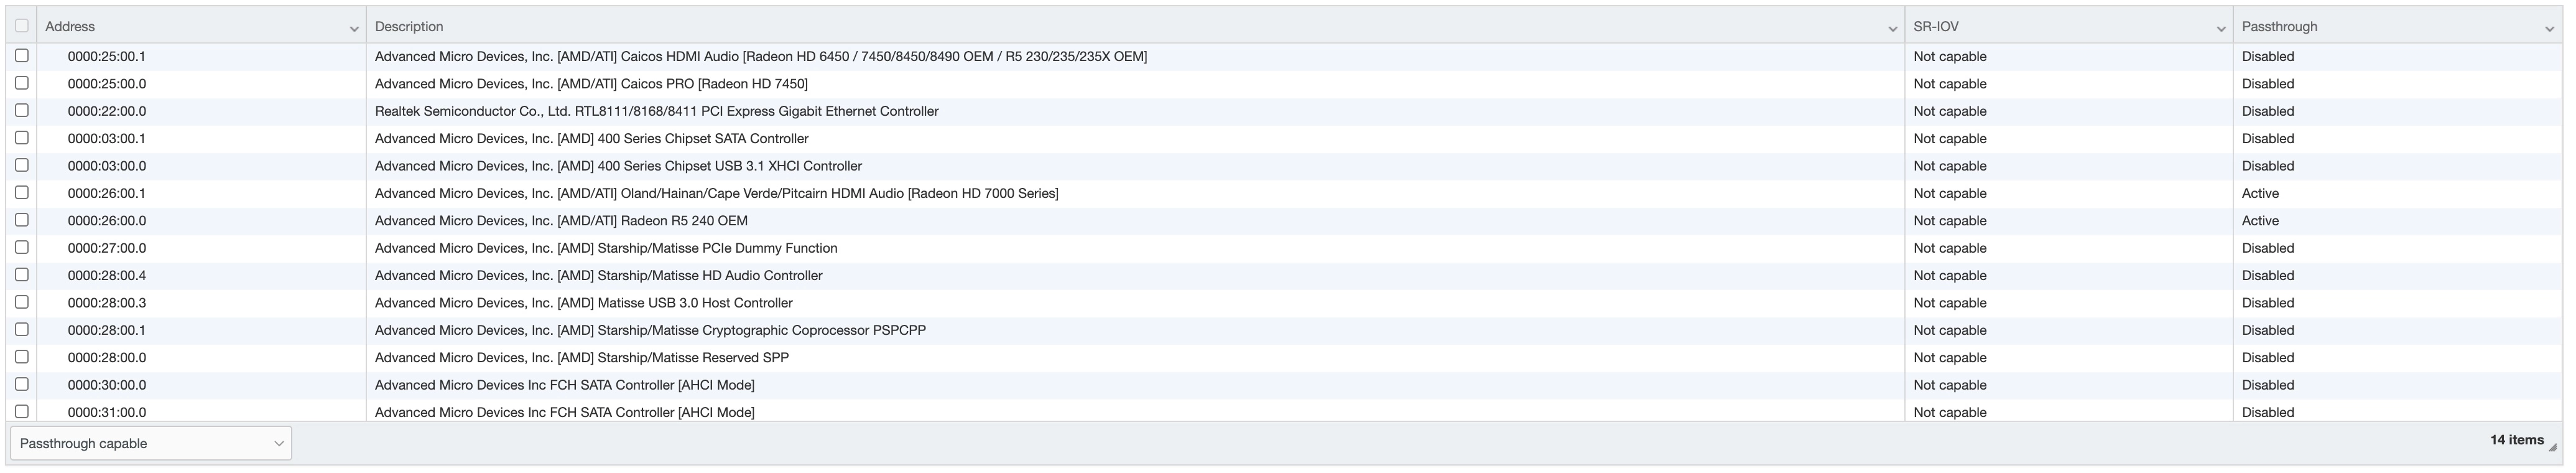 Address Description SR-IOV Passthrough
0000:25:00.1 Advanced Micro Devices, Inc. [AMD/ATI] Caicos HDMI Audio [Radeon HD 6450 / 7450/8450/8490 OEM / R5 230/235/235X OEM] Not capable Disabled
0000:25:00.0 Advanced Micro Devices, Inc. [AMD/ATI] Caicos PRO [Radeon HD 7450] Not capable Disabled
0000:22:00.0 Realtek Semiconductor Co., Ltd. RTL8111/8168/8411 PCI Express Gigabit Ethernet Controller Not capable Disabled
0000:03:00.1 Advanced Micro Devices, Inc. [AMD] 400 Series Chipset SATA Controller Not capable Disabled
0000:03:00.0 Advanced Micro Devices, Inc. [AMD] 400 Series Chipset USB 3.1 XHCI Controller Not capable Disabled
0000:26:00.1 Advanced Micro Devices, Inc. [AMD/ATI] Oland/Hainan/Cape Verde/Pitcairn HDMI Audio [Radeon HD 7000 Series] Not capable Active
0000:26:00.0 Advanced Micro Devices, Inc. [AMD/ATI] Radeon R5 240 OEM Not capable Active
0000:27:00.0 Advanced Micro Devices, Inc. [AMD] Starship/Matisse PCIe Dummy Function Not capable Disabled
0000:28:00.4 Advanced Micro Devices, Inc. [AMD] Starship/Matisse HD Audio Controller Not capable Disabled
0000:28:00.3 Advanced Micro Devices, Inc. [AMD] Matisse USB 3.0 Host Controller Not capable Disabled
0000:28:00.1 Advanced Micro Devices, Inc. [AMD] Starship/Matisse Cryptographic Coprocessor PSPCPP Not capable Disabled
0000:28:00.0 Advanced Micro Devices, Inc. [AMD] Starship/Matisse Reserved SPP Not capable Disabled
0000:30:00.0 Advanced Micro Devices Inc FCH SATA Controller [AHCI Mode] Not capable Disabled
0000:31:00.0 Advanced Micro Devices Inc FCH SATA Controller [AHCI Mode] Not capable Disabled
Passthrough capable 14 items